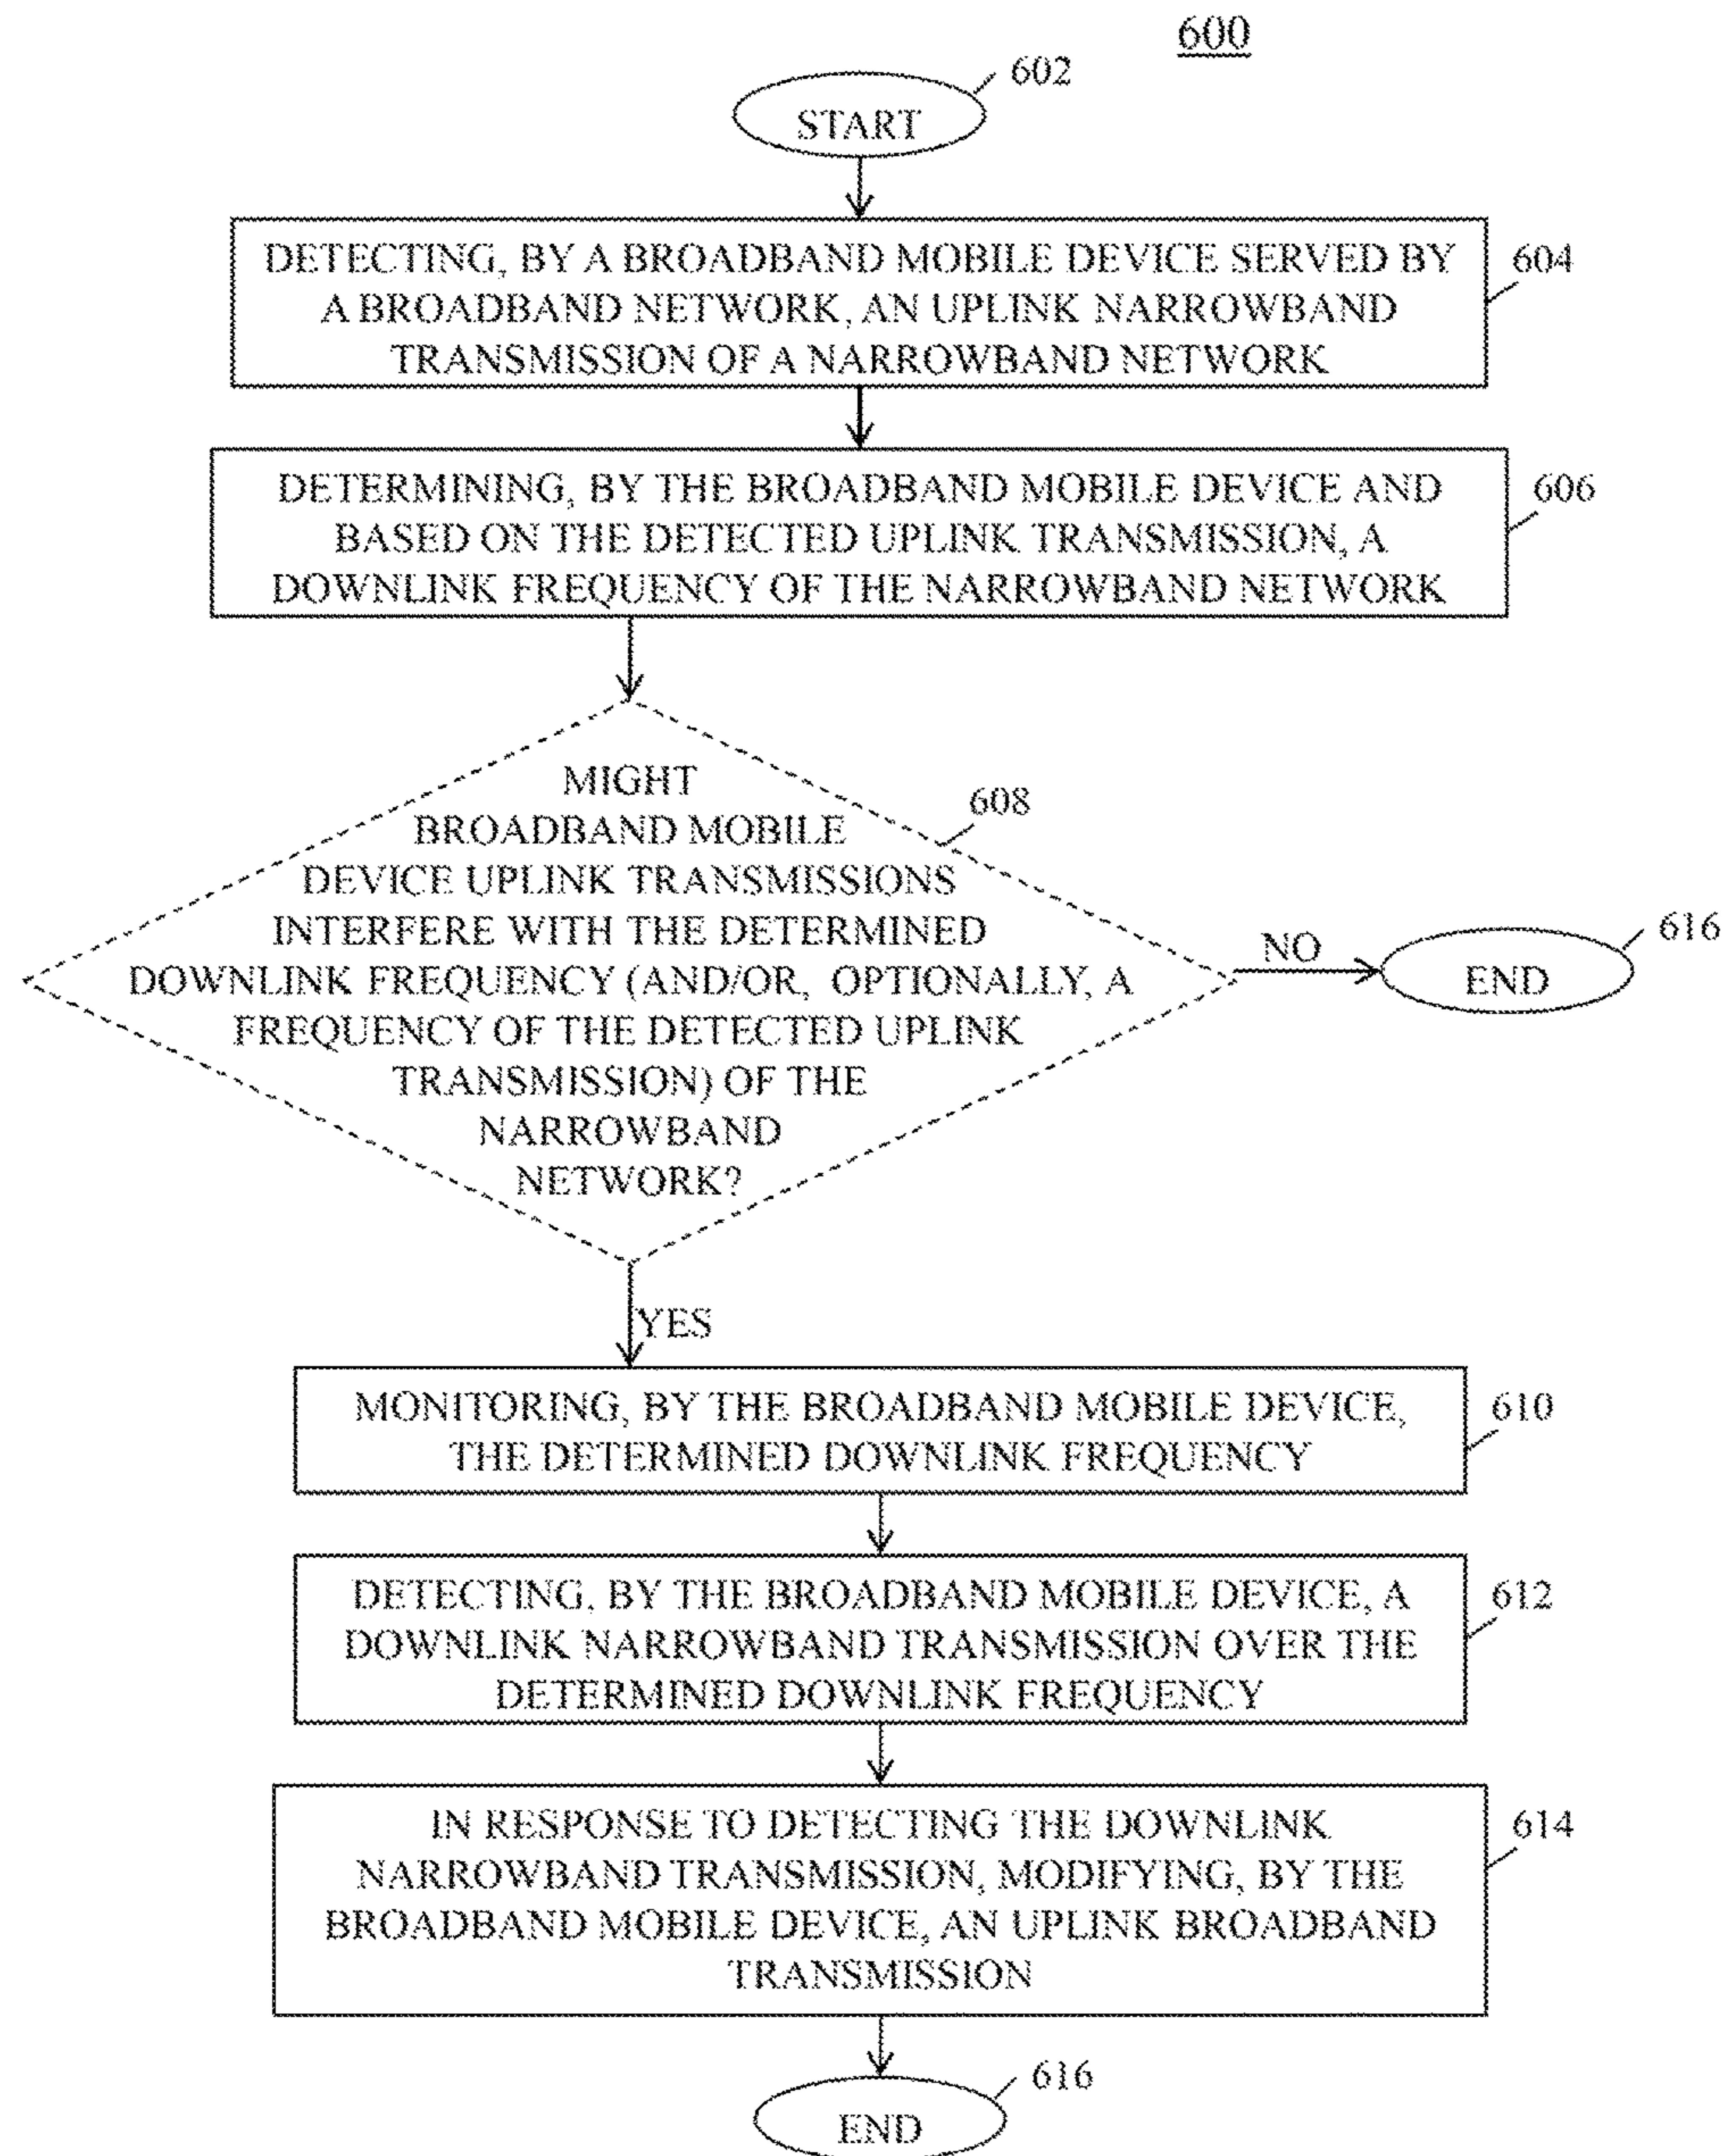 600
602
START
DETECTING, BY A BROADBAND MOBILE DEVICE SERVED BY
A BROADBAND NETWORK, AN UPLINK NARROWBAND
TRANSMISSION OF A NARROWBAND NETWORK
604
DETERMINING, BY THE BROADBAND MOBILE DEVICE AND
BASED ON THE DETECTED UPLINK TRANSMISSION, A
DOWNLINK FREQUENCY OF THE NARROWBAND NETWORK
606
MIGHT
BROADBAND MOBILE
DEVICE UPLINK TRANSMISSIONS
INTERFERE WITH THE DETERMINED
DOWNLINK FREQUENCY (AND/OR, OPTIONALLY, A
FREQUENCY OF THE DETECTED UPLINK
TRANSMISSION) OF THE
NARROWBAND
NETWORK?
608
NO
END
616
YES
MONITORING, BY THE BROADBAND MOBILE DEVICE,
THE DETERMINED DOWNLINK FREQUENCY
610
DETECTING, BY THE BROADBAND MOBILE DEVICE, A
DOWNLINK NARROWBAND TRANSMISSION OVER THE
DETERMINED DOWNLINK FREQUENCY
612
IN RESPONSE TO DETECTING THE DOWNLINK
NARROWBAND TRANSMISSION, MODIFYING, BY THE
BROADBAND MOBILE DEVICE, AN UPLINK BROADBAND
TRANSMISSION
614
616
END